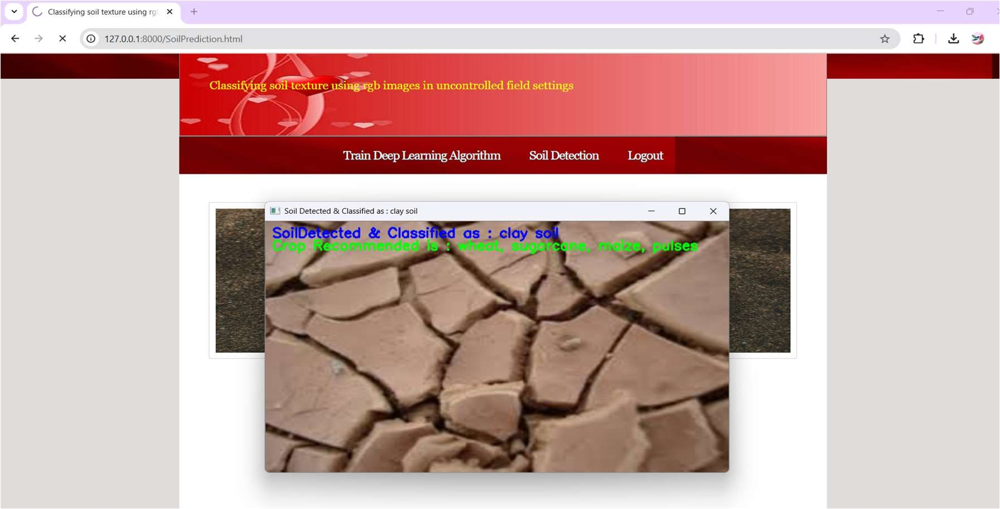 Classifying soil texture using rg
127.0.0.1:8000/SoilPrediction.html
Classifying soil texture using rgb images in uncontrolled field settings
Train Deep Learning Algorithm Soil Detection Logout
Soil Detected & Classified as : clay soil
SoilDetected & Classified as : clay soil
Crop Recommended is : wheat, sugarcane, maize, pulses